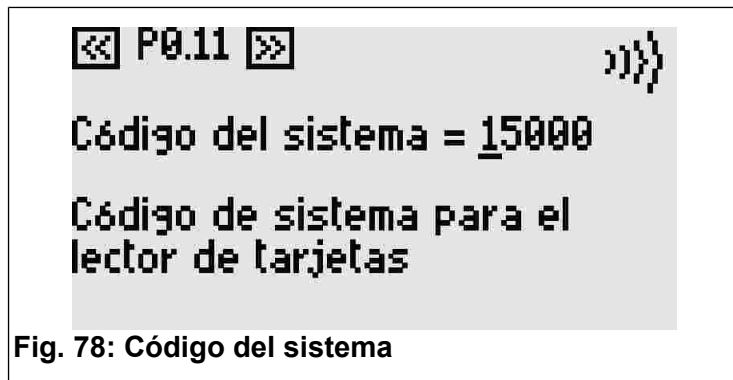 ≪ P0.11 ≫
Código del sistema = 15000
Código de sistema para el
lector de tarjetas
Fig. 78: Código del sistema